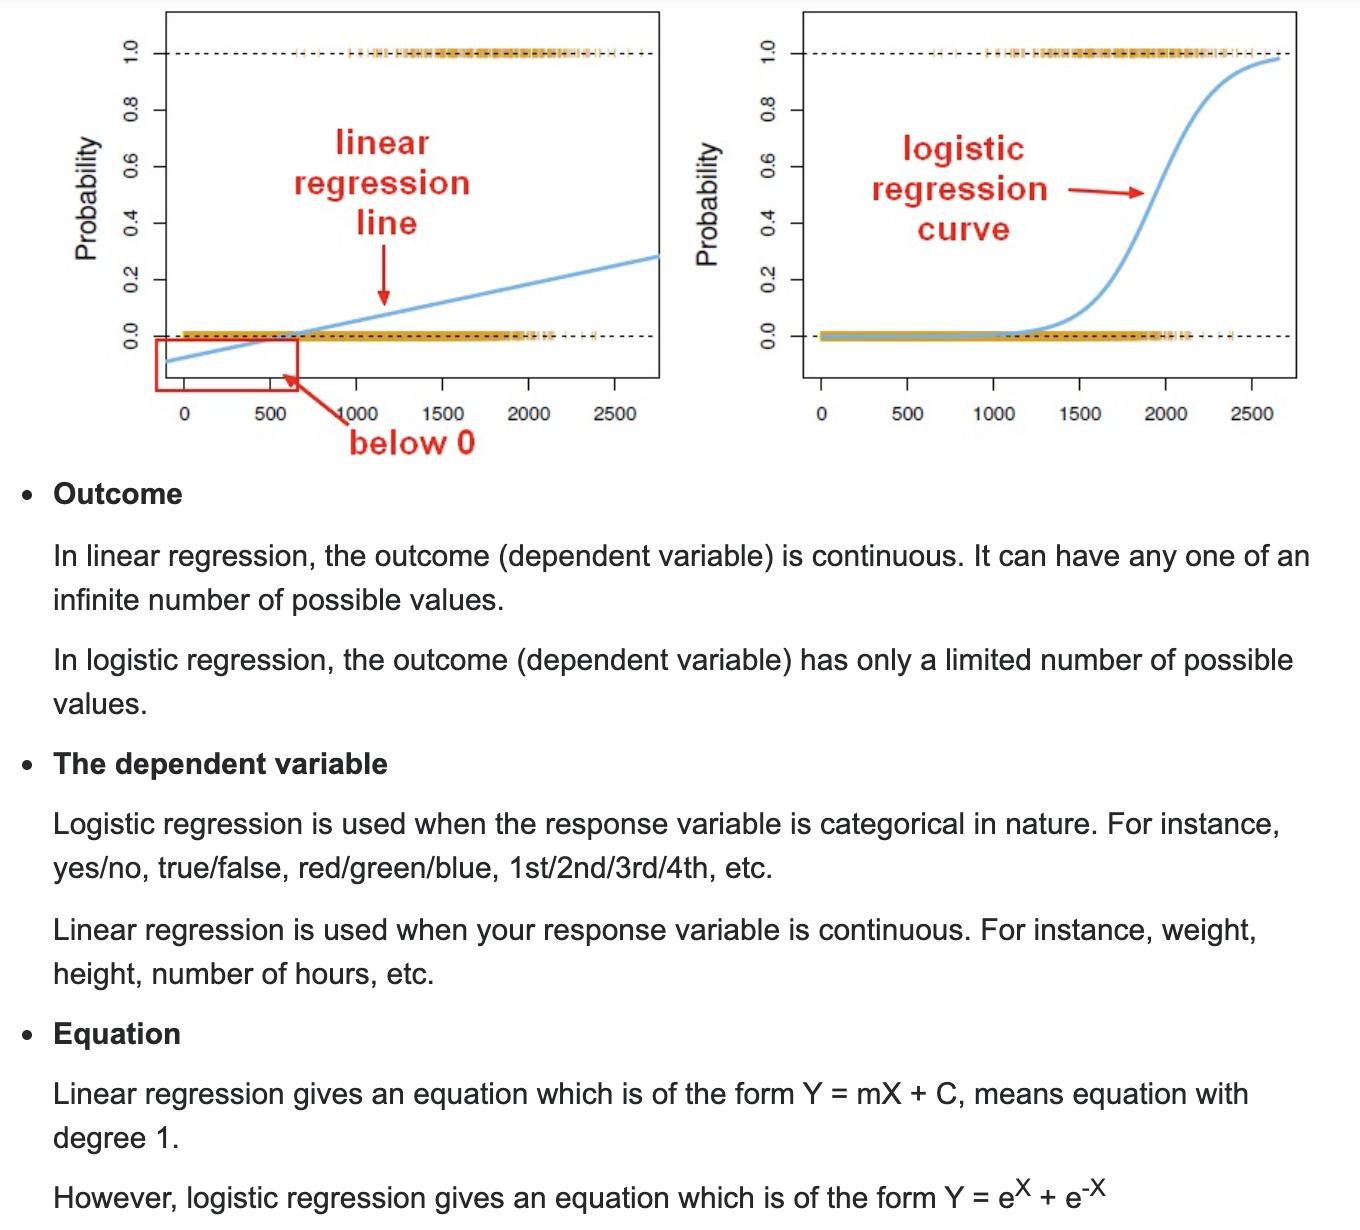 1.0
0.8
0.6
0.4
0.2
0.0
Probability
linear
regression
line
0 500 1000 1500 2000 2500
below 0
1.0
0.8
0.6
0.4
0.2
0.0
Probability
logistic
regression
curve
0 500 1000 1500 2000 2500
• Outcome
In linear regression, the outcome (dependent variable) is continuous. It can have any one of an
infinite number of possible values.
In logistic regression, the outcome (dependent variable) has only a limited number of possible
values.
• The dependent variable
Logistic regression is used when the response variable is categorical in nature. For instance,
yes/no, true/false, red/green/blue, 1st/2nd/3rd/4th, etc.
Linear regression is used when your response variable is continuous. For instance, weight,
height, number of hours, etc.
• Equation
Linear regression gives an equation which is of the form Y = mX + C, means equation with
degree 1.
However, logistic regression gives an equation which is of the form Y = e^X + e^-X